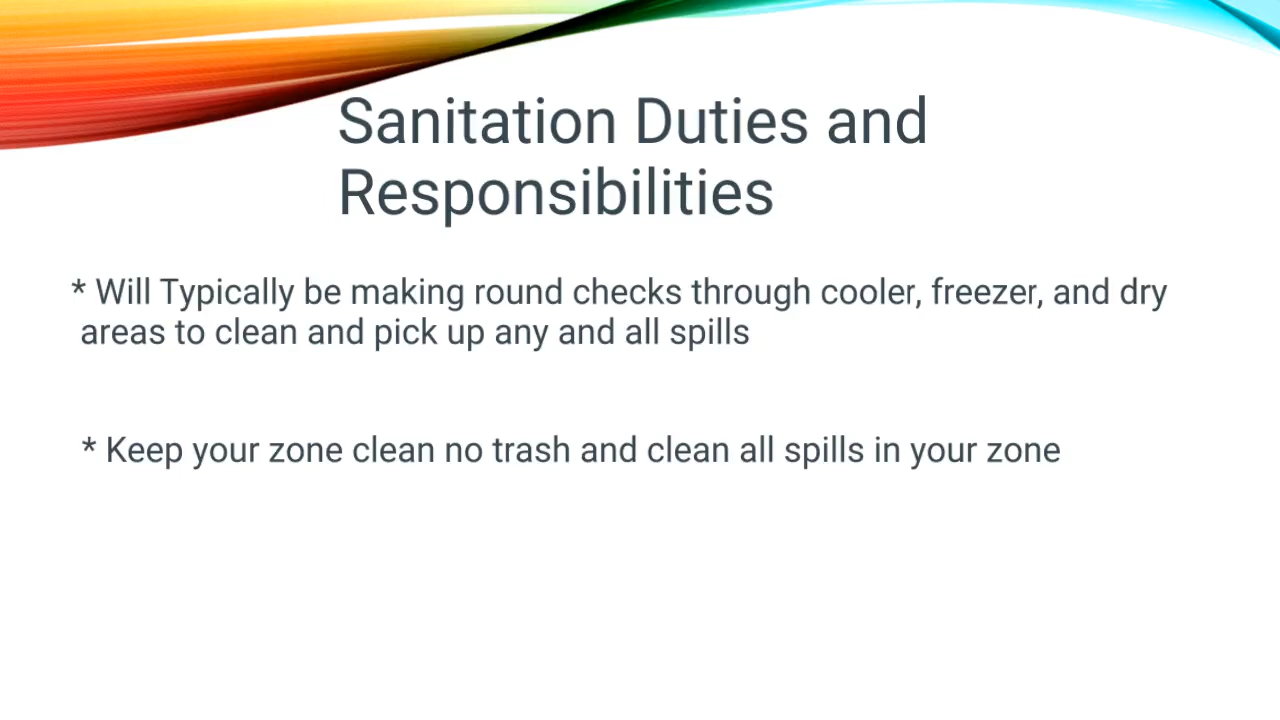 Sanitation Duties and
Responsibilities
* Will Typically be making round checks through cooler, freezer, and dry
areas to clean and pick up any and all spills
* Keep your zone clean no trash and clean all spills in your zone